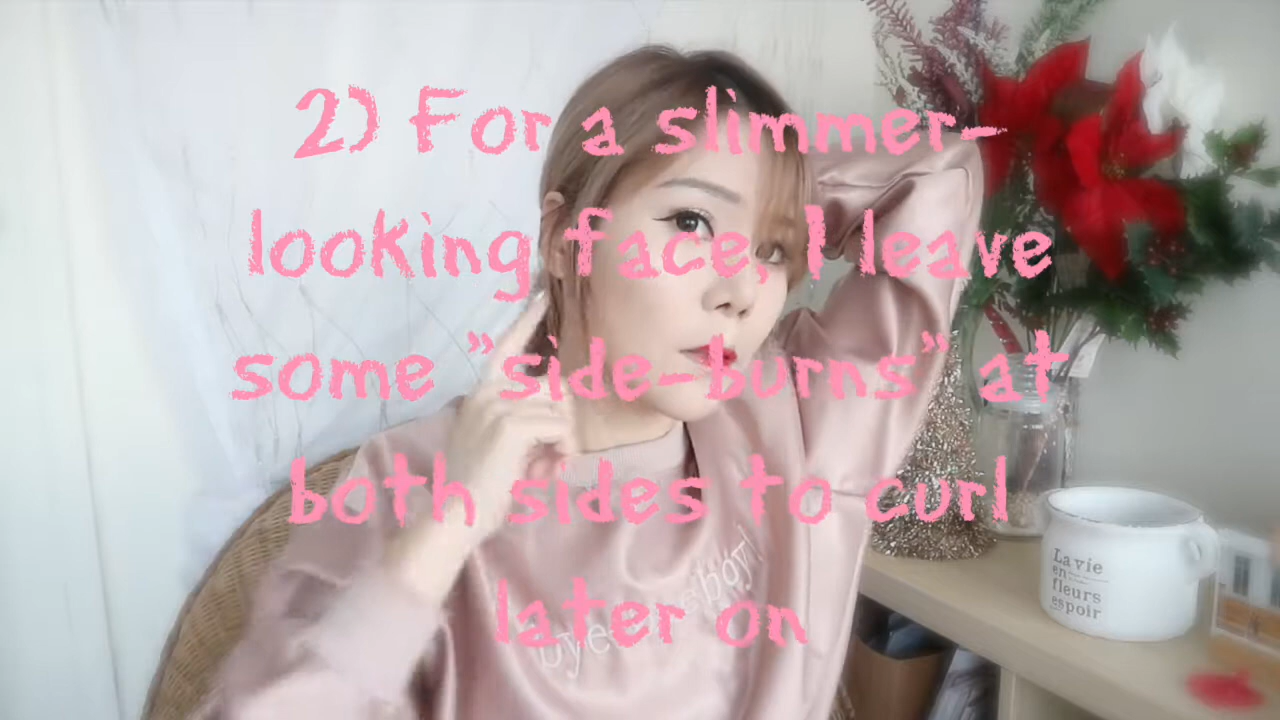 2) For a slimmer-
looking face, I leave
some "side-burns" at
both sides to curl
later on
La vie
en
fleurs
espoir